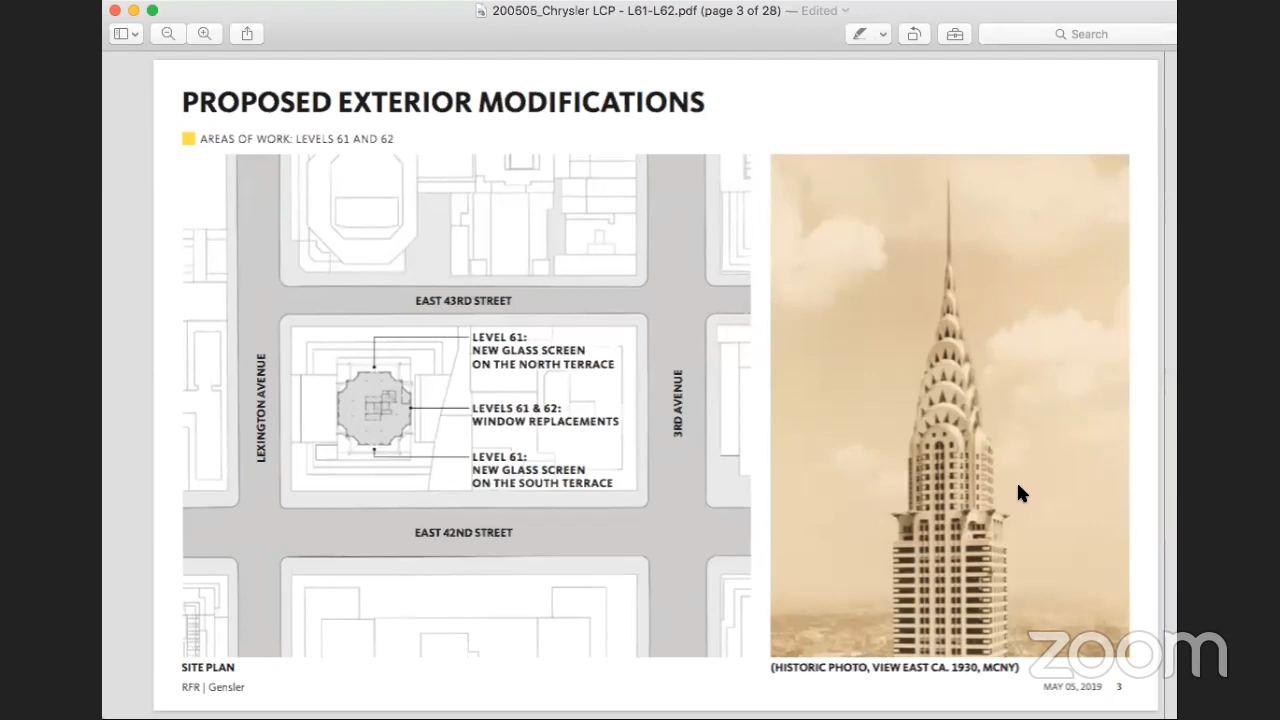 200505_Chrysler LCP - L61-L62.pdf (page 3 of 28) — Edited
Search
PROPOSED EXTERIOR MODIFICATIONS
AREAS OF WORK: LEVELS 61 AND 62
EAST 43RD STREET
LEXINGTON AVENUE
LEVEL 61:
NEW GLASS SCREEN
ON THE NORTH TERRACE
LEVELS 61 & 62:
WINDOW REPLACEMENTS
LEVEL 61:
NEW GLASS SCREEN
ON THE SOUTH TERRACE
3RD AVENUE
EAST 42ND STREET
SITE PLAN
(HISTORIC PHOTO, VIEW EAST CA. 1930, MCNY)
RFR | Gensler
MAY 05, 2019 3
zoom